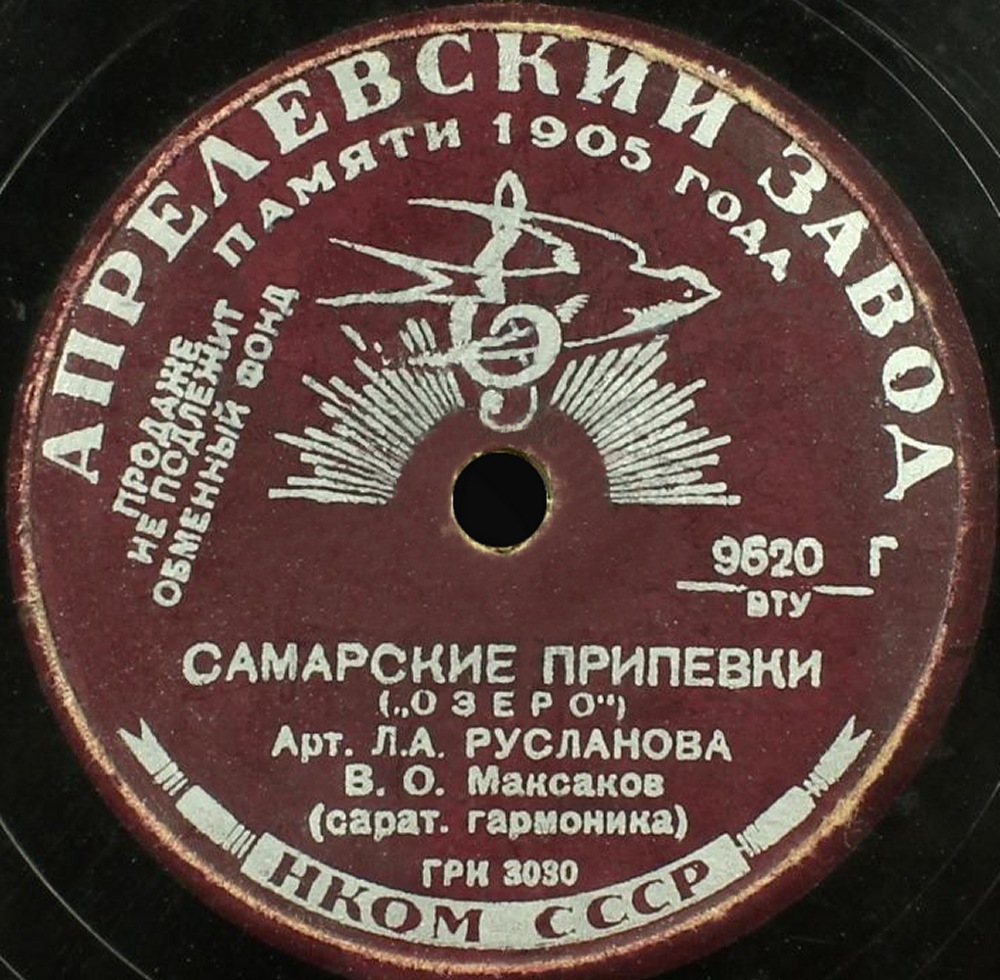 АПРЕЛЕВСКИЙ ЗАВОД
ПАМЯТИ 1905 ГОДА
ПРОДАЖЕ
НЕ ПОДЛЕЖИТ
ОБМЕННЫЙ ФОНД
9620 Г
ВТУ
САМАРСКИЕ ПРИПЕВКИ
(„ОЗЕРО“)
Арт. Л.А. РУСЛАНОВА
В. О. Максаков
(сарат. гармоника)
ГРК 3030
НКОМ СССР